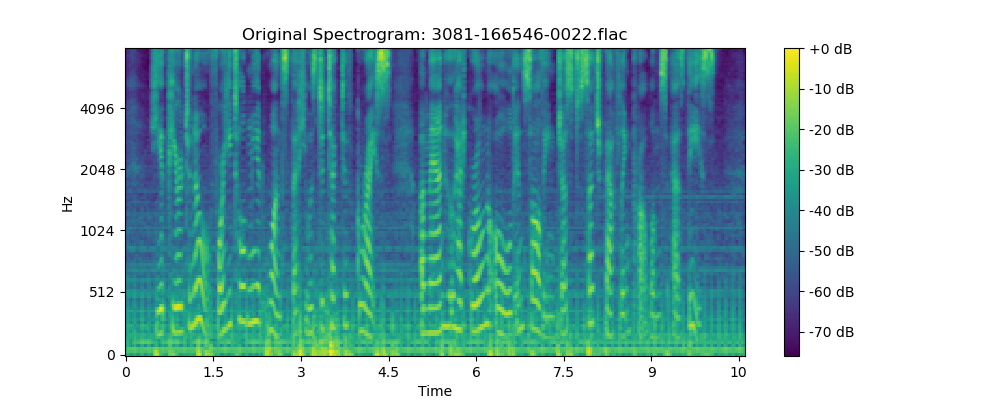 Original Spectrogram: 3081-166546-0022.flac
Hz
4096
2048
1024
512
0
0 1.5 3 4.5 6 7.5 9 10
Time
+0 dB
-10 dB
-20 dB
-30 dB
-40 dB
-50 dB
-60 dB
-70 dB